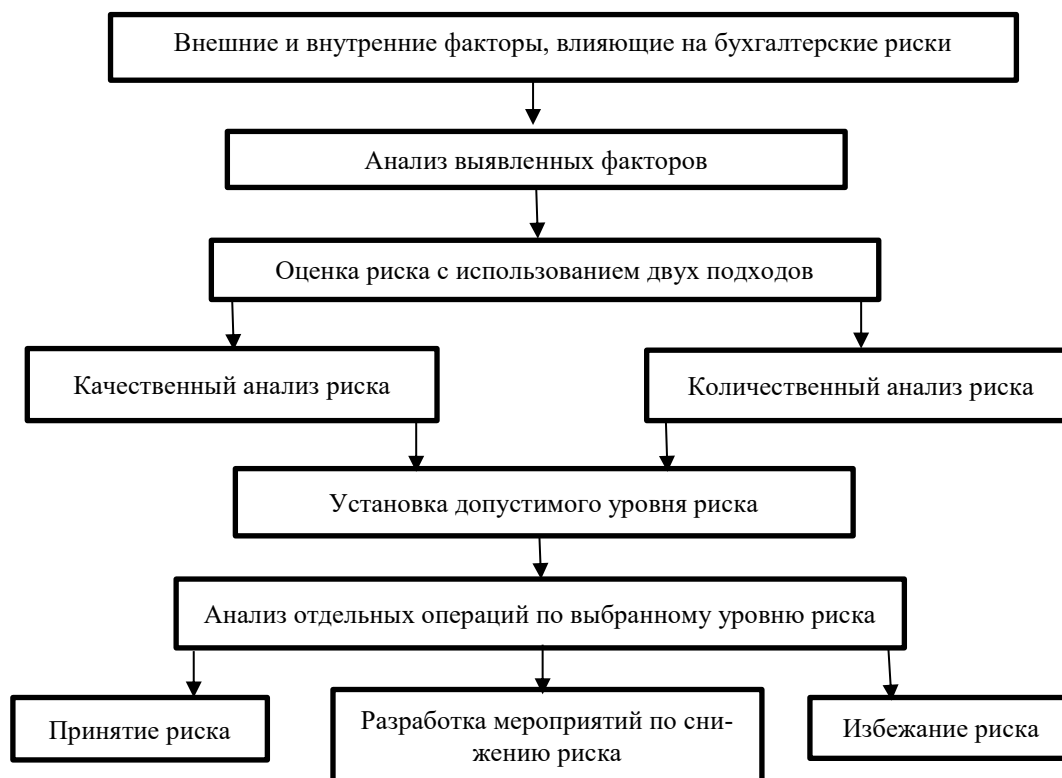 Внешние и внутренние факторы, влияющие на бухгалтерские риски
Анализ выявленных факторов
Оценка риска с использованием двух подходов
Качественный анализ риска
Количественный анализ риска
Установка допустимого уровня риска
Анализ отдельных операций по выбранному уровню риска
Принятие риска
Разработка мероприятий по сни-
жению риска
Избежание риска